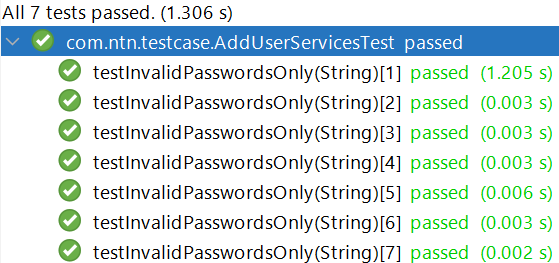 All 7 tests passed. (1.306 s)
com.ntn.testcase.AddUserServicesTest passed
testInvalidPasswordsOnly(String)[1] passed (1.205 s)
testInvalidPasswordsOnly(String)[2] passed (0.003 s)
testInvalidPasswordsOnly(String)[3] passed (0.003 s)
testInvalidPasswordsOnly(String)[4] passed (0.003 s)
testInvalidPasswordsOnly(String)[5] passed (0.006 s)
testInvalidPasswordsOnly(String)[6] passed (0.003 s)
testInvalidPasswordsOnly(String)[7] passed (0.002 s)